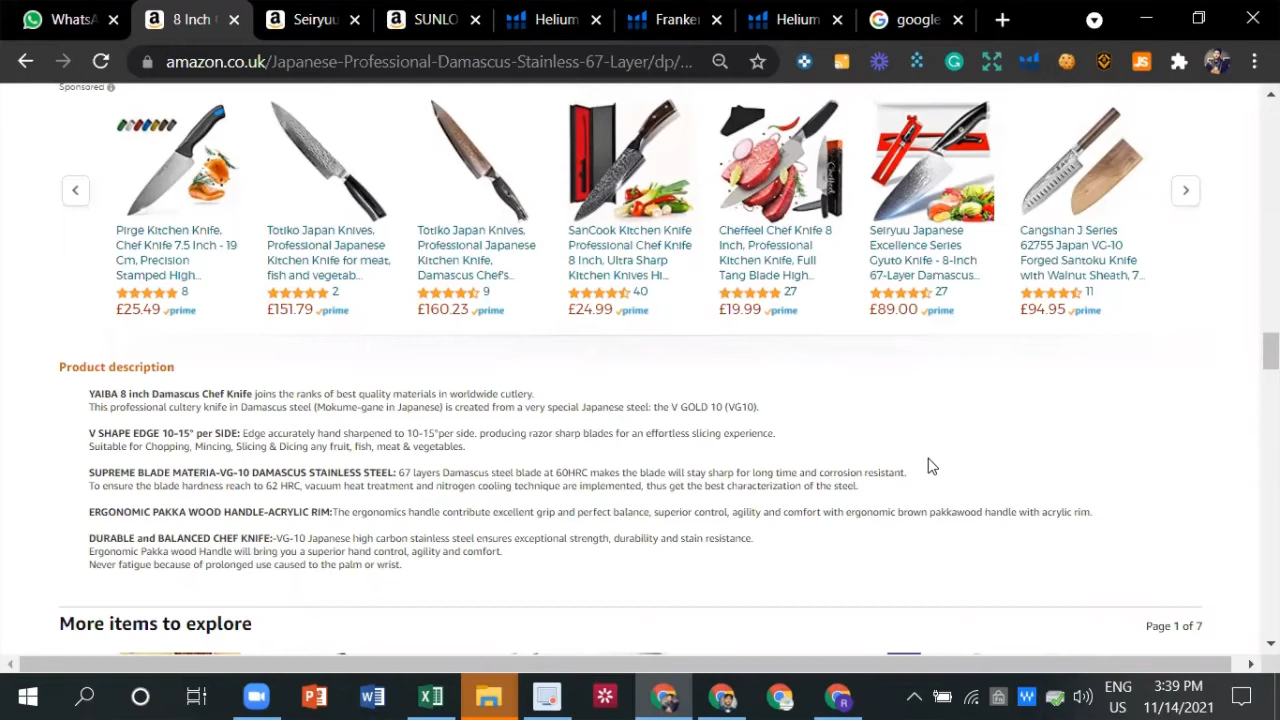 WhatsA
8 Inch
Seiryu
SUNLO
Helium
Franke
Helium
google
amazon.co.uk/Japanese-Professional-Damascus-Stainless-67-Layer/dp/...
Sponsored
Pirge Kitchen Knife,
Chef Knife 7.5 Inch - 19
Cm, Precision
Stamped High...
8
£25.49 prime
Totiko Japan Knives,
Professional Japanese
Kitchen Knife for meat,
fish and vegetab...
2
£151.79 prime
Totiko Japan Knives,
Professional Japanese
Kitchen Knife,
Damascus Chef's...
9
£160.23 prime
SanCook Kitchen Knife
Professional Chef Knife
8 Inch, Ultra Sharp
Kitchen Knives Hi...
40
£24.99 prime
Cheffeel Chef Knife 8
Inch, Professional
Kitchen Knife, Full
Tang Blade High...
27
£19.99 prime
Seiryuu Japanese
Excellence Series
Gyuto Knife - 8-Inch
67-Layer Damascus...
27
£89.00 prime
Cangshan J Series
62755 Japan VG-10
Forged Santoku Knife
with Walnut Sheath, 7...
11
£94.95 prime
Product description
YAIBA 8 inch Damascus Chef Knife joins the ranks of best quality materials in worldwide cutlery.
This professional cultery knife in Damascus steel (Mokume-gane in Japanese) is created from a very special Japanese steel: the V GOLD 10 (VG10).
V SHAPE EDGE 10-15° per SIDE: Edge accurately hand sharpened to 10-15°per side. producing razor sharp blades for an effortless slicing experience.
Suitable for Chopping, Mincing, Slicing & Dicing any fruit, fish, meat & vegetables.
SUPREME BLADE MATERIA-VG-10 DAMASCUS STAINLESS STEEL: 67 layers Damascus steel blade at 60HRC makes the blade will stay sharp for long time and corrosion resistant.
To ensure the blade hardness reach to 62 HRC, vacuum heat treatment and nitrogen cooling technique are implemented, thus get the best characterization of the steel.
ERGONOMIC PAKKA WOOD HANDLE-ACRYLIC RIM:The ergonomics handle contribute excellent grip and perfect balance, superior control, agility and comfort with ergonomic brown pakkawood handle with acrylic rim.
DURABLE and BALANCED CHEF KNIFE:-VG-10 Japanese high carbon stainless steel ensures exceptional strength, durability and stain resistance.
Ergonomic Pakka wood Handle will bring you a superior hand control, agility and comfort.
Never fatigue because of prolonged use caused to the palm or wrist.
More items to explore
Page 1 of 7
ENG
US
3:39 PM
11/14/2021